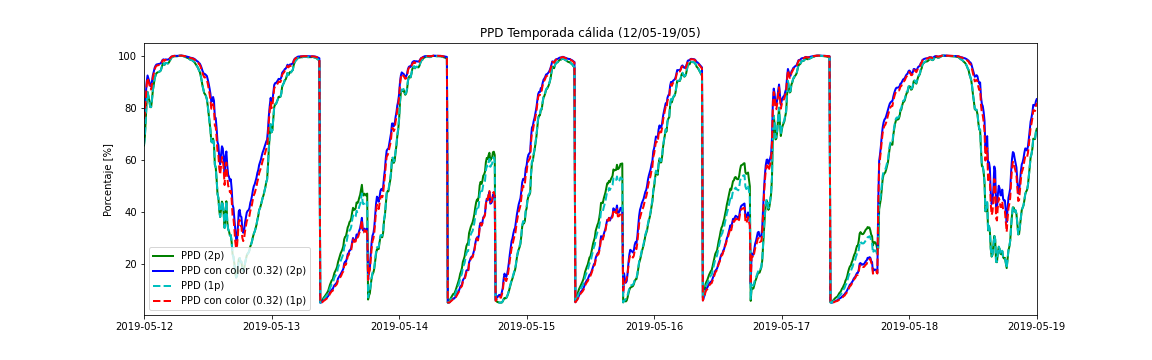 PPD Temporada cálida (12/05-19/05)
Porcentaje [%]
100
80
60
40
20
PPD (2p)
PPD con color (0.32) (2p)
PPD (1p)
PPD con color (0.32) (1p)
2019-05-12 2019-05-13 2019-05-14 2019-05-15 2019-05-16 2019-05-17 2019-05-18 2019-05-19